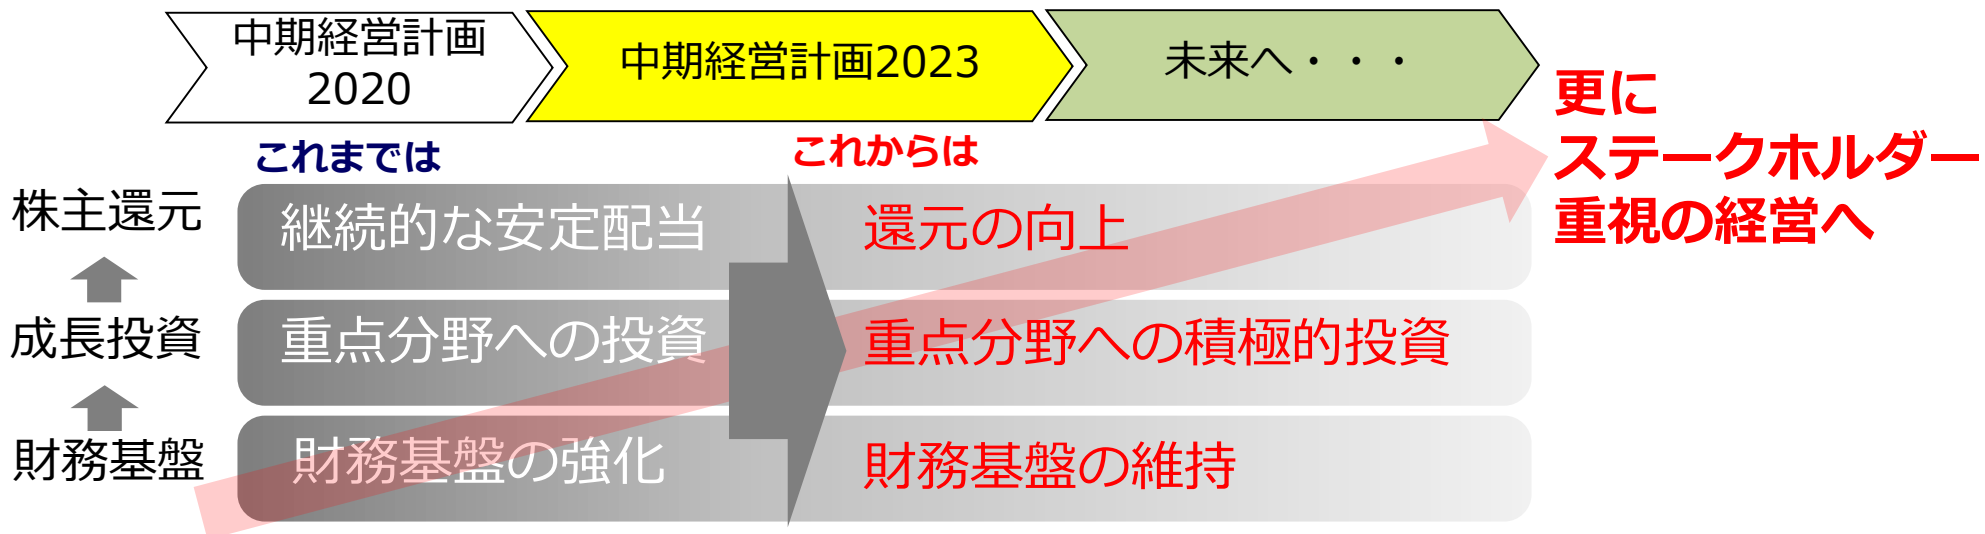 中期経営計画
2020
中期経営計画2023
未来へ・・・
更に
ステークホルダー
重視の経営へ
これまでは
これからは
株主還元
継続的な安定配当
還元の向上
成長投資
重点分野への投資
重点分野への積極的投資
財務基盤
財務基盤の強化
財務基盤の維持